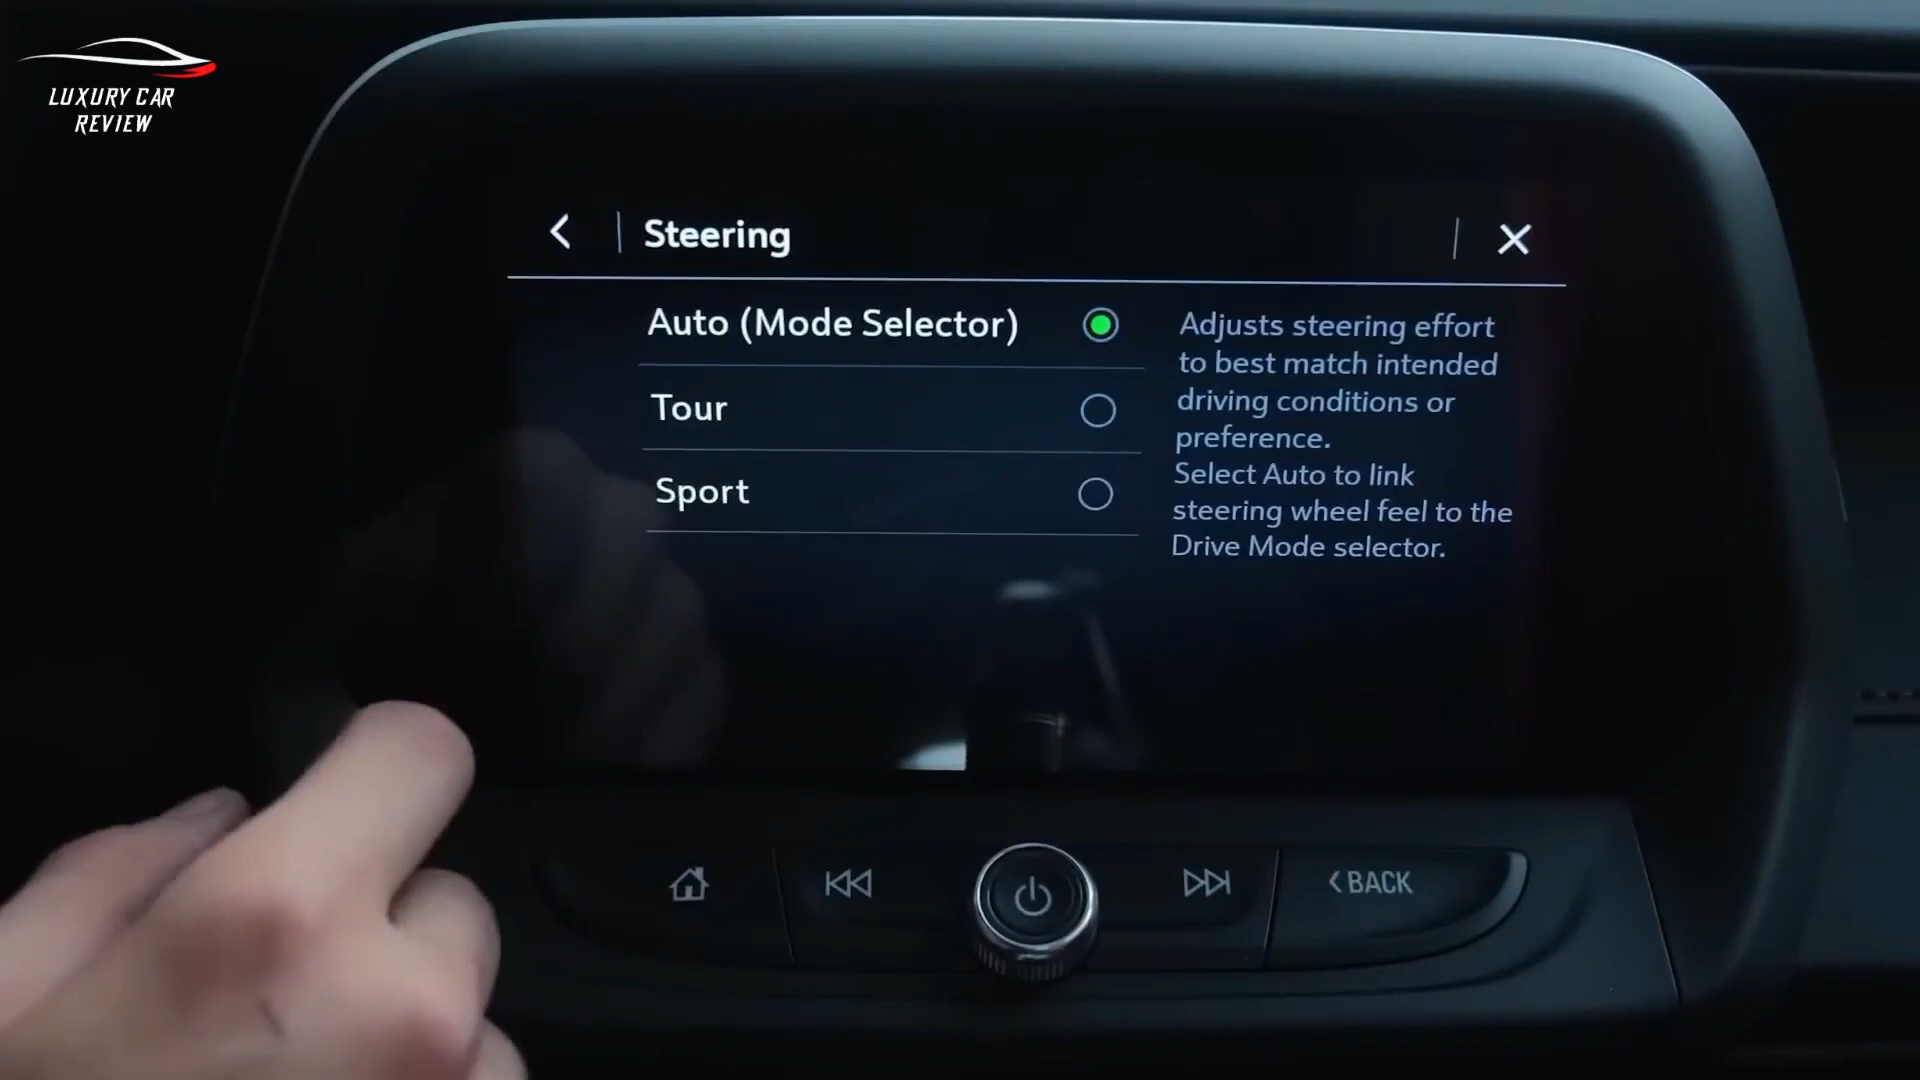 LUXURY CAR
REVIEW
Steering
Auto (Mode Selector)
Tour
Sport
Adjusts steering effort
to best match intended
driving conditions or
preference.
Select Auto to link
steering wheel feel to the
Drive Mode selector.
BACK